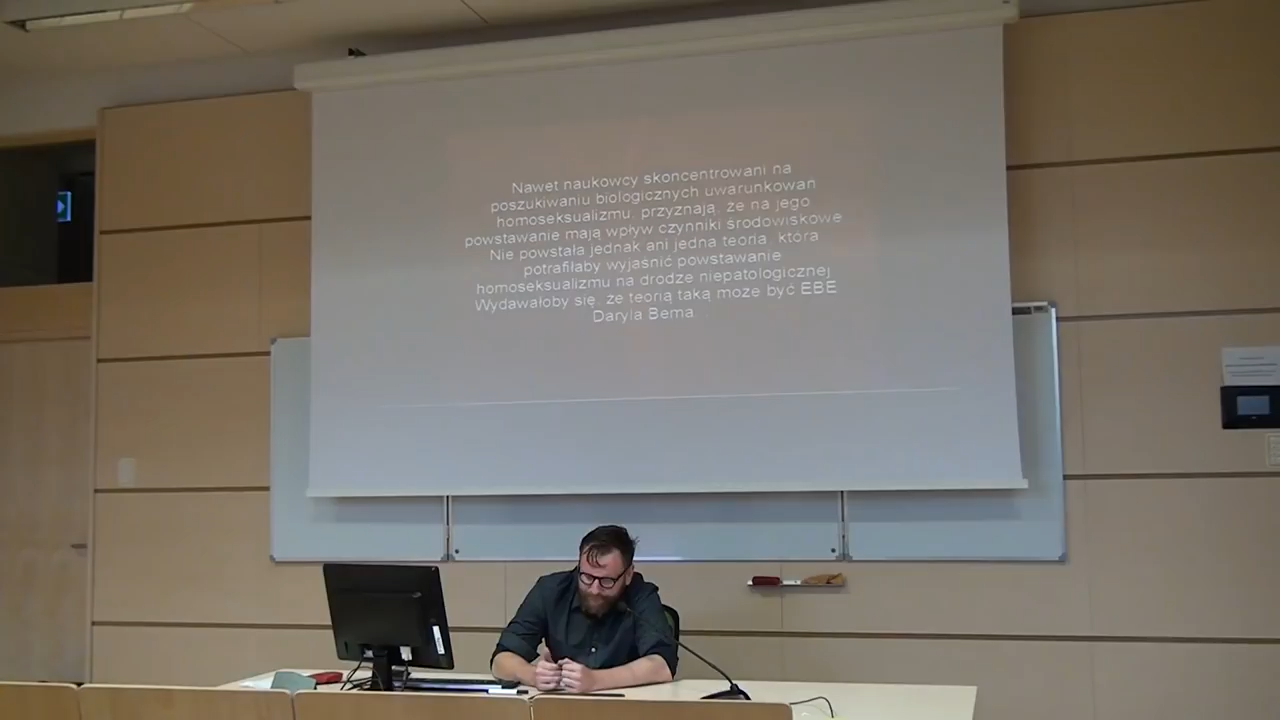 Nawet naukowcy skoncentrowani na
poszukiwaniu biologicznych uwarunkowań
homoseksualizmu, przyznają, że na jego
powstawanie mają wpływ czynniki środowiskowe
Nie powstała jednak ani jedna teoria, która
potrafiłaby wyjaśnić powstawanie
homoseksualizmu na drodze niepatologicznej
Wydawałoby się, że teorią taką może być EBE
Daryla Bema.